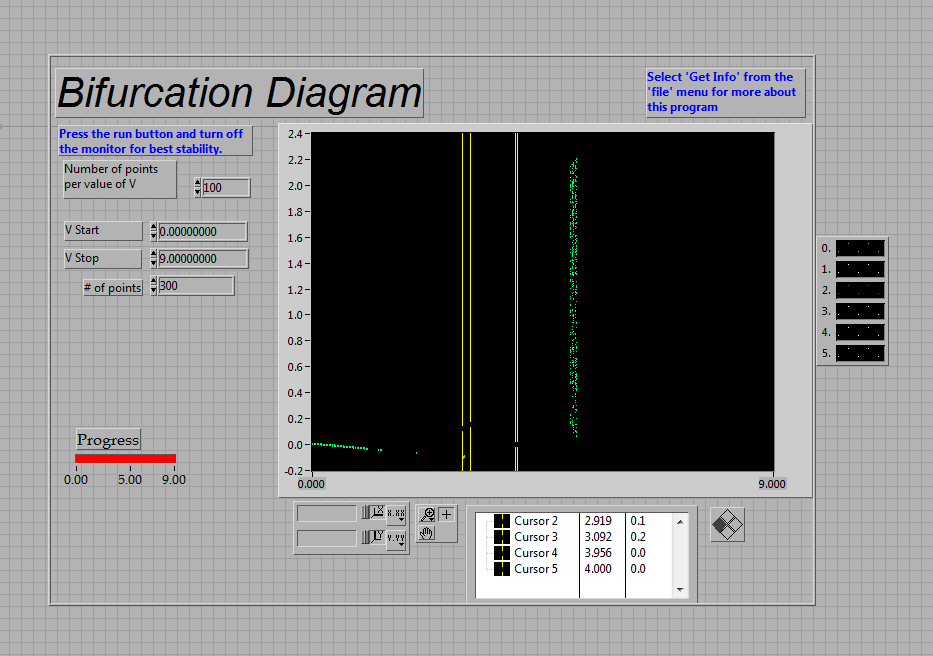 Bifurcation Diagram
Select 'Get Info' from the
'file' menu for more about
this program
Press the run button and turn off
the monitor for best stability.
Number of points
per value of V
100
V Start
0.00000000
V Stop
9.00000000
# of points
300
2.4
2.2
2.0
1.8
1.6
1.4
1.2
1.0
0.8
0.6
0.4
0.2
0.0
-0.2
0.000
9.000
0.
1.
2.
3.
4.
5.
Progress
0.00 5.00 9.00
X.XX
Y.YY
Cursor 2 2.919 0.1
Cursor 3 3.092 0.2
Cursor 4 3.956 0.0
Cursor 5 4.000 0.0